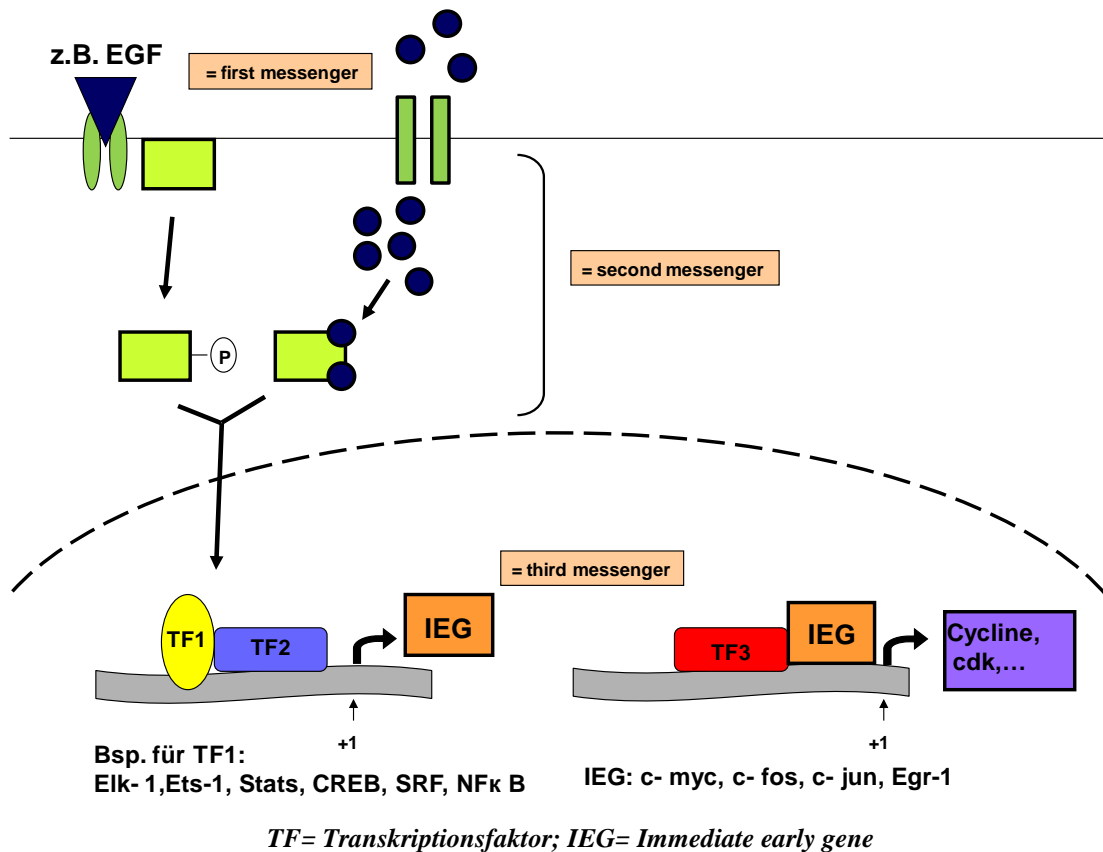 z.B. EGF
= first messenger
= second messenger
P
= third messenger
TF1
TF2
IEG
TF3
IEG
Cycline,
cdk,...
+1
+1
Bsp. für TF1:
Elk- 1,Ets-1, Stats, CREB, SRF, NFκ B
IEG: c- myc, c- fos, c- jun, Egr-1
TF= Transkriptionsfaktor; IEG= Immediate early gene